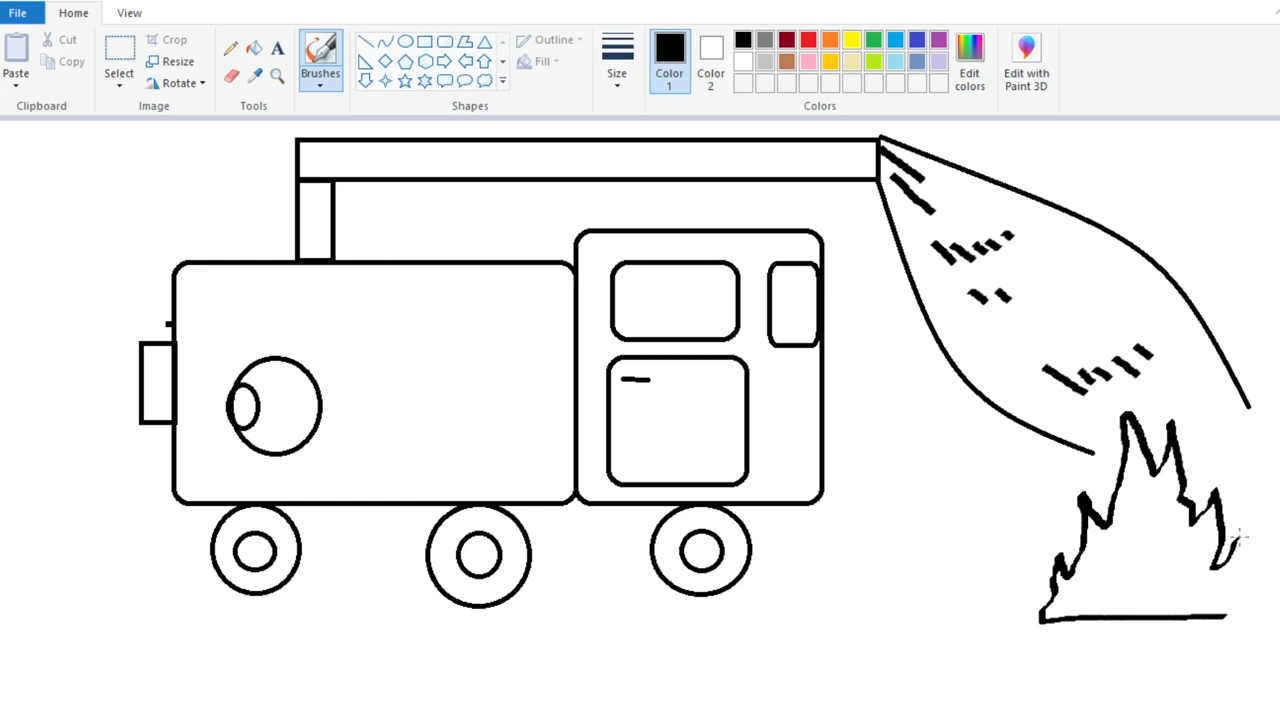 File Home View
Paste Cut Copy Select Crop Resize Rotate A Brushes Outline Fill Size Color 1 Color 2 Edit colors Edit with Paint 3D
Clipboard Image Tools Shapes Colors